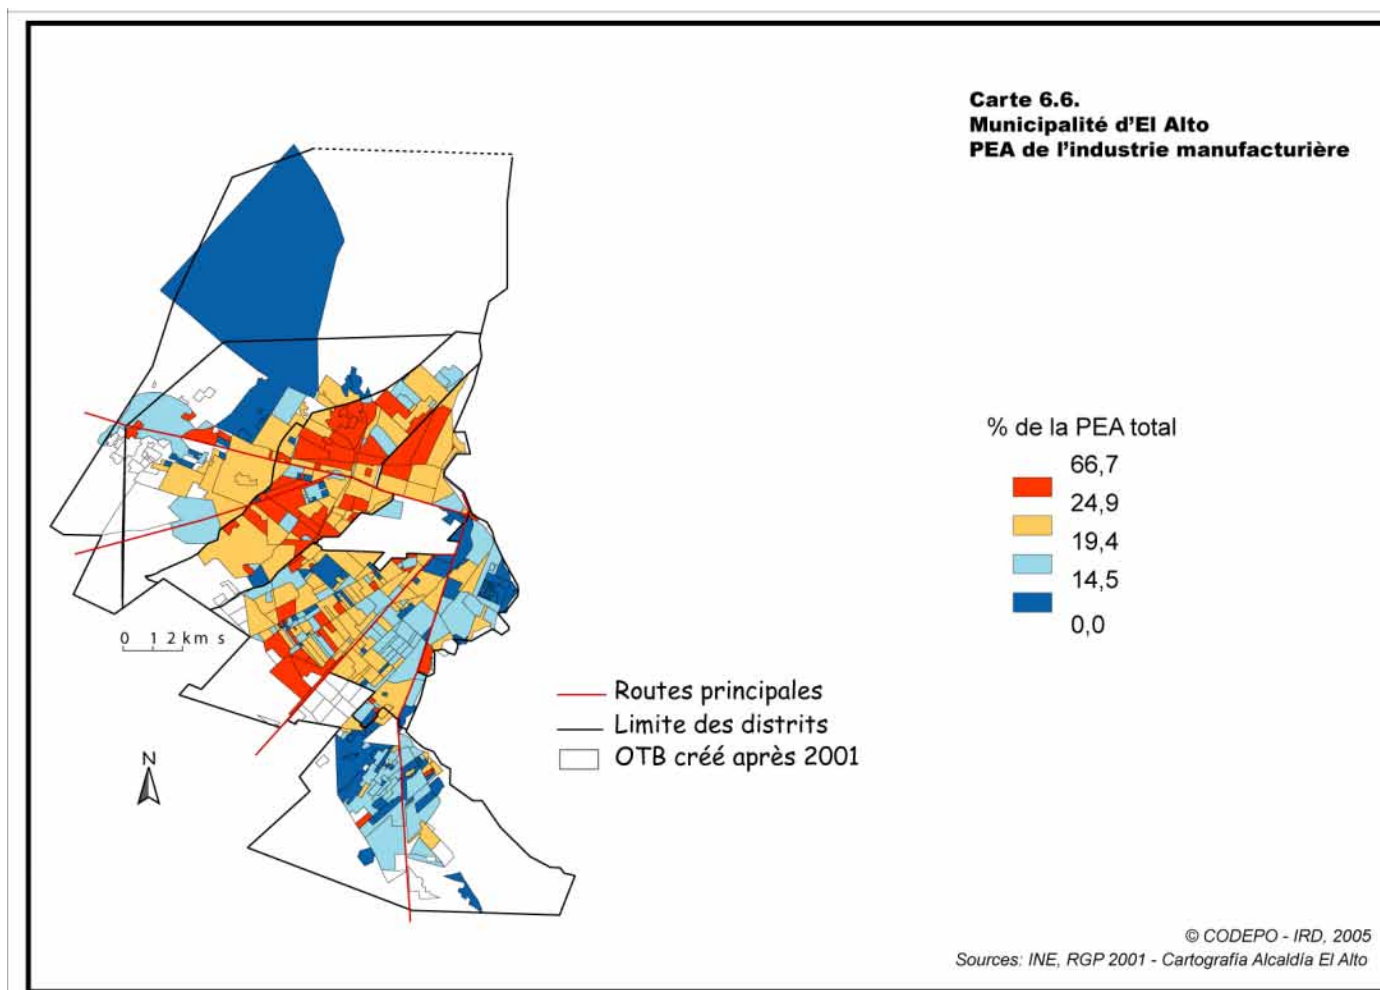 Carte 6.6.
Municipalité d'El Alto
PEA de l'industrie manufacturière
% de la PEA total
66,7
24,9
19,4
14,5
0,0
0 1 2 km s
Routes principales
Limite des distrits
OTB créé après 2001
N
© CODEPO - IRD, 2005
Sources: INE, RGP 2001 - Cartografía Alcaldía El Alto